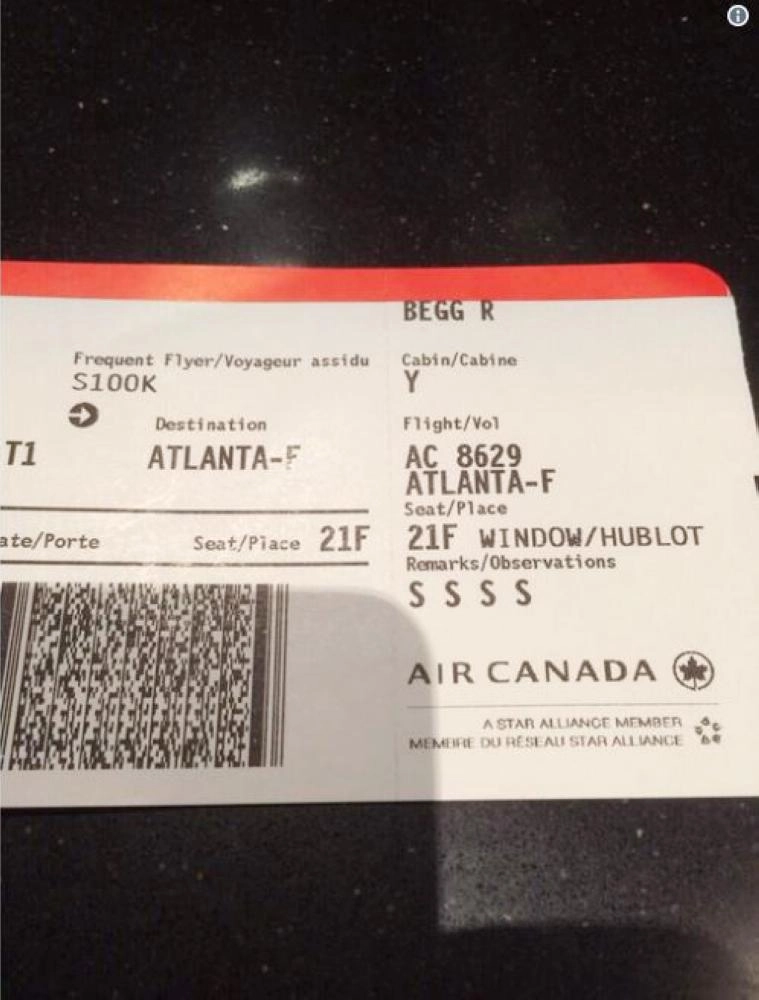 BEGG R
Frequent Flyer/Voyageur assidu
S100K
Destination
T1 ATLANTA-F
ate/Porte Seat/Place 21F
Cabin/Cabine
Y
Flight/Vol
AC 8629
ATLANTA-F
Seat/Place
21F WINDOW/HUBLOT
Remarks/Observations
S S S S
AIR CANADA
A STAR ALLIANCE MEMBER
MEMBRE DU RÉSEAU STAR ALLIANCE